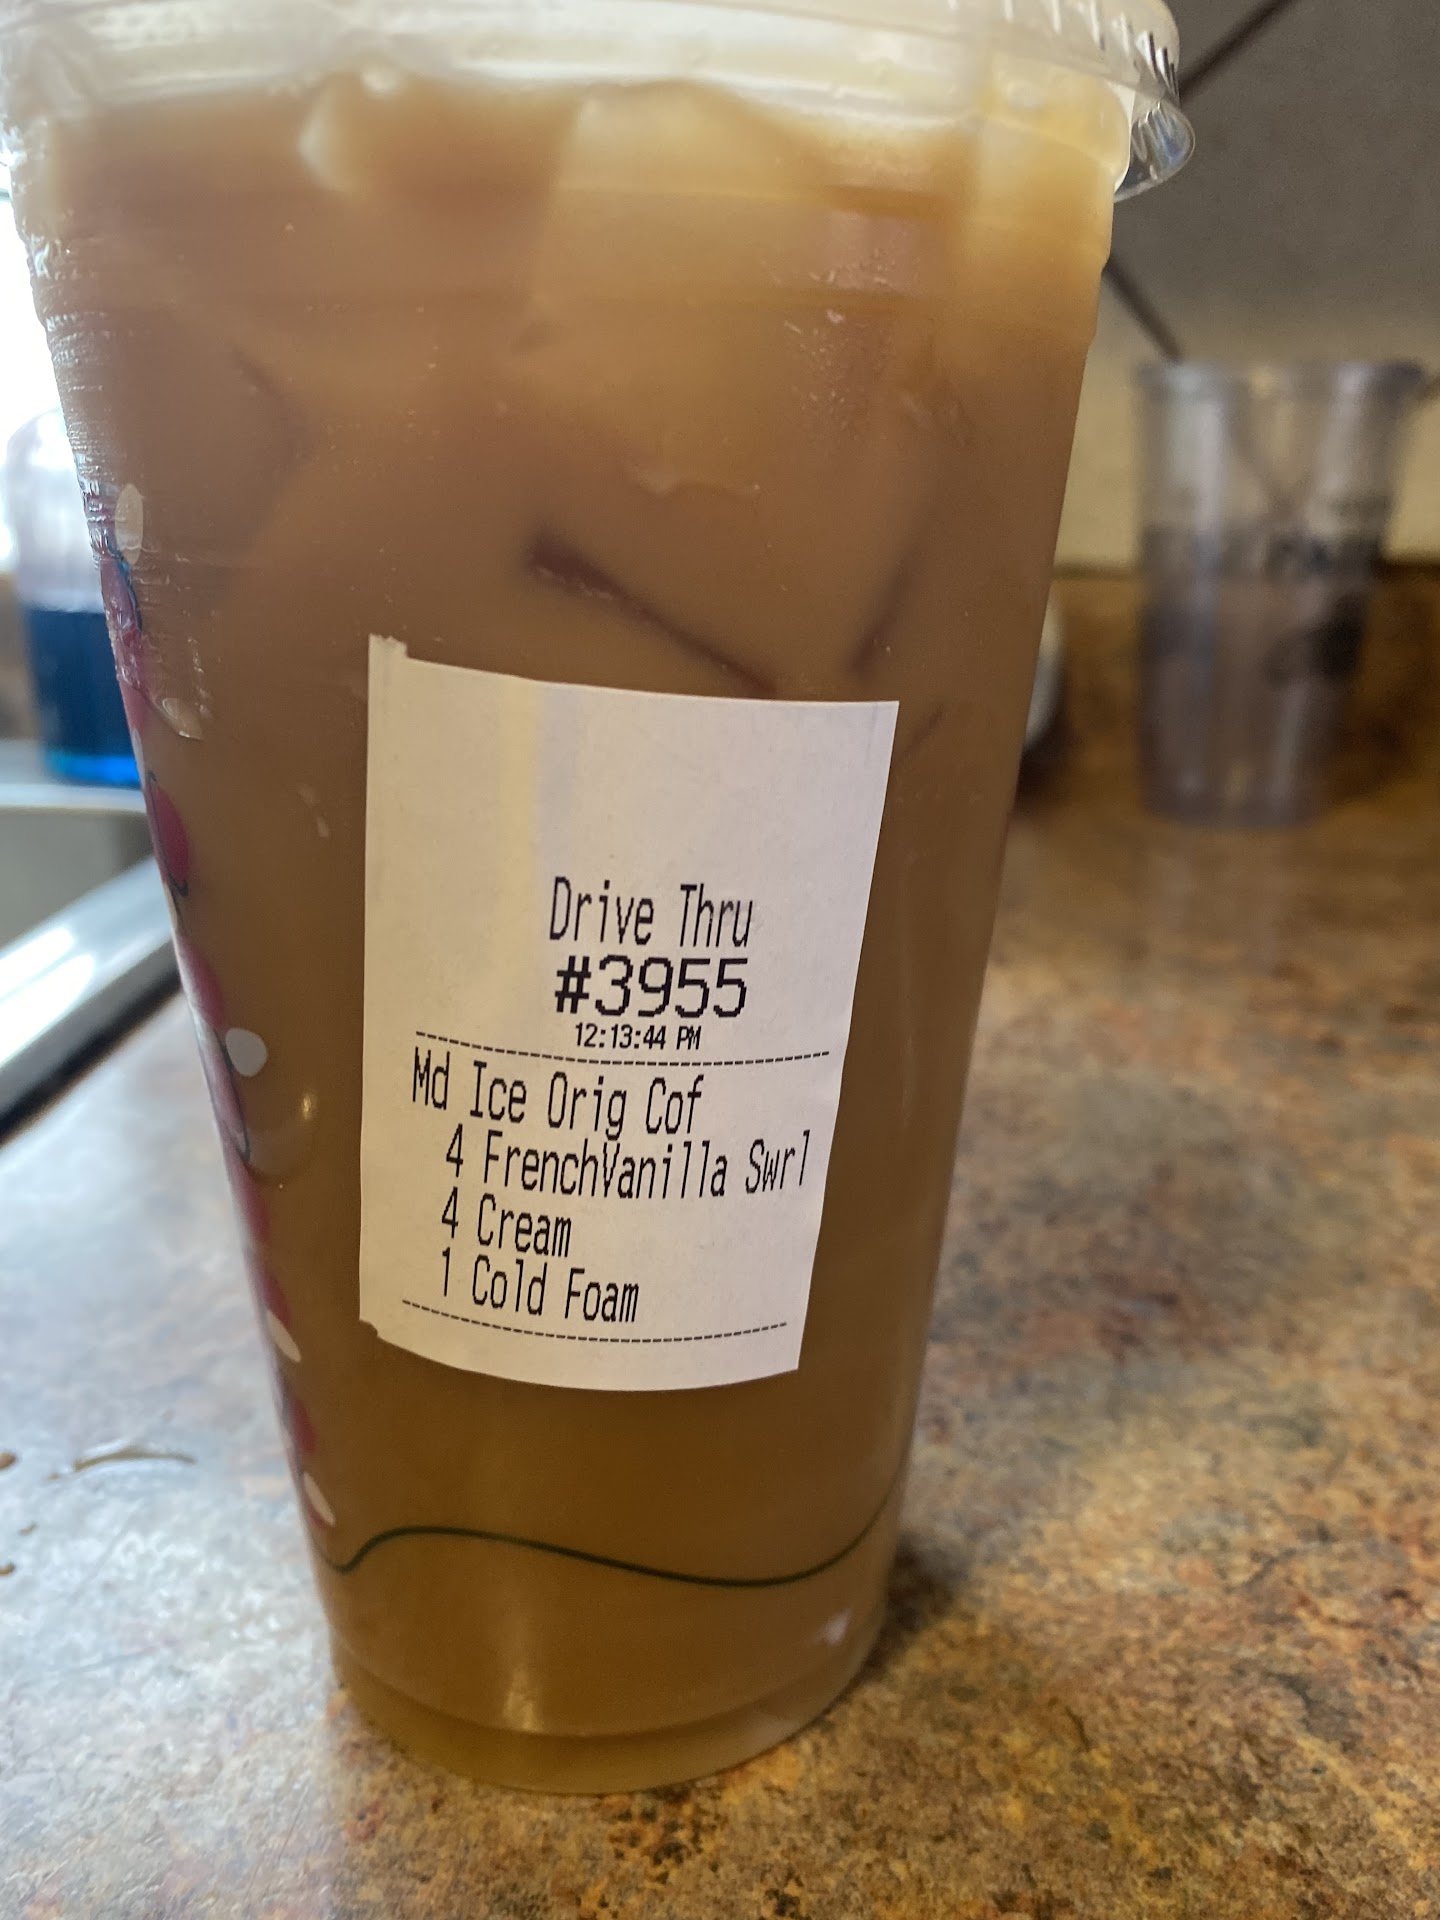 Drive Thru
#3955
12:13:44 PM
Md Ice Orig Cof
4 FrenchVanilla Swrl
4 Cream
1 Cold Foam